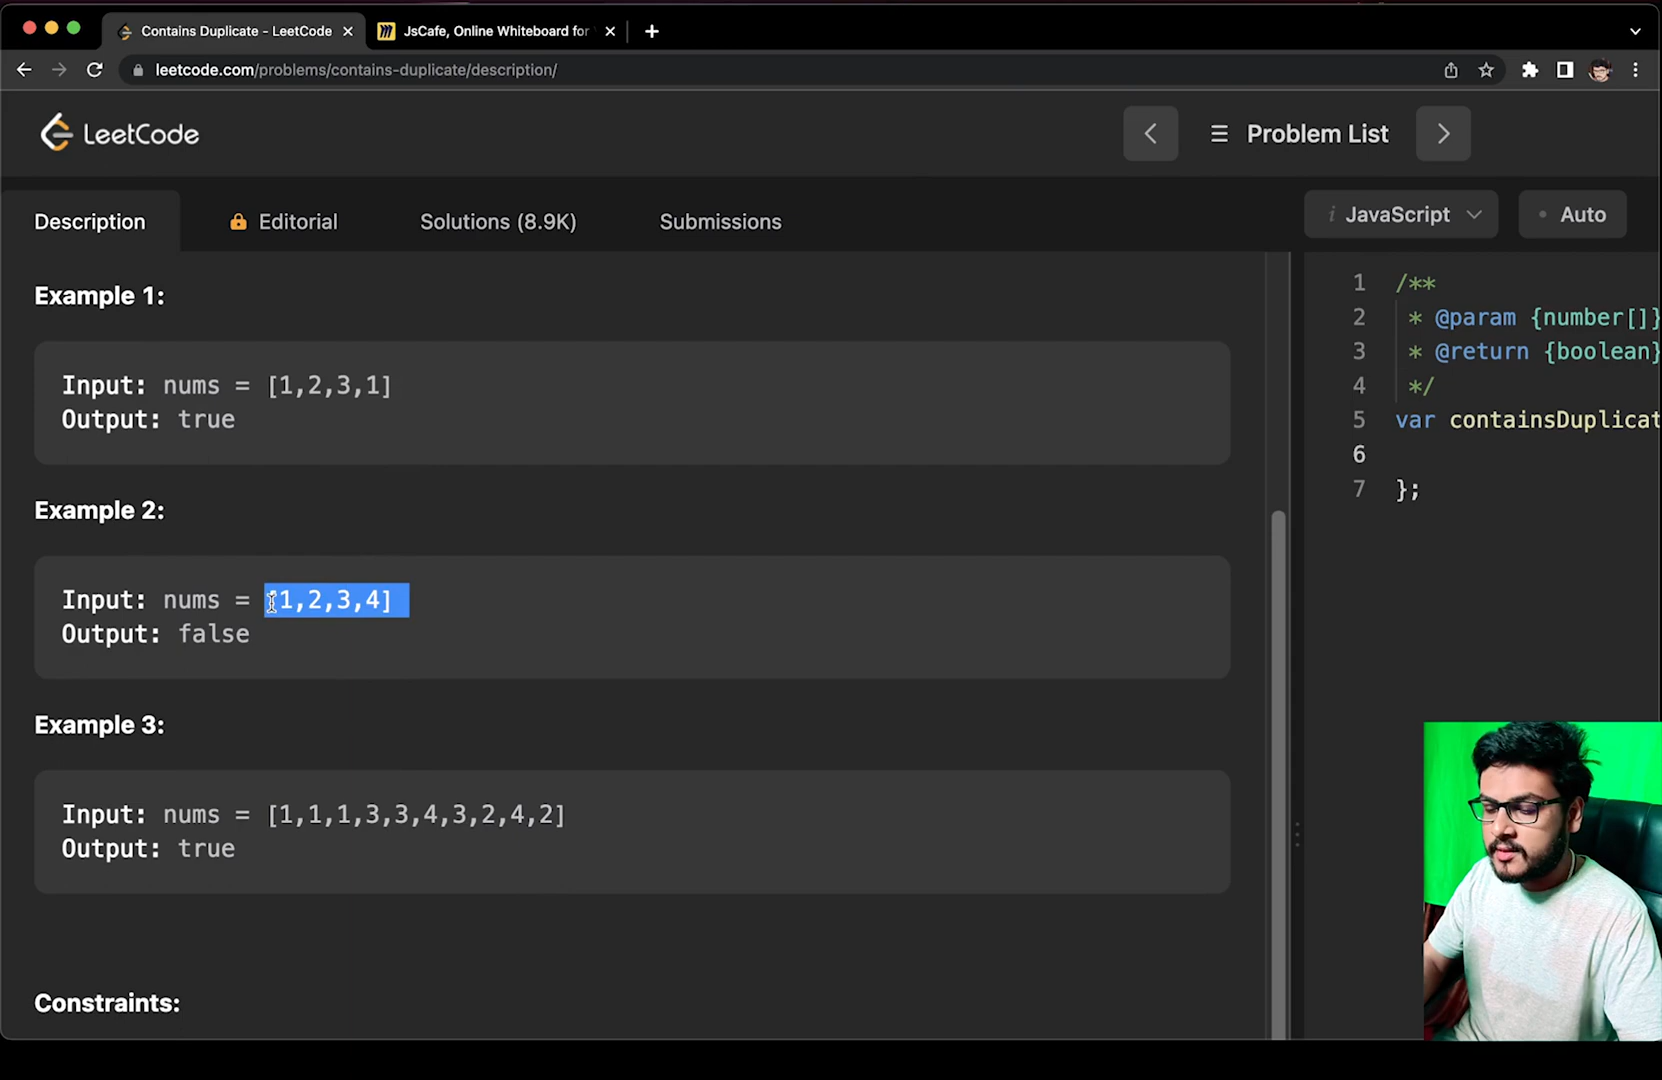 Contains Duplicate - LeetCode
JsCafe, Online Whiteboard for
leetcode.com/problems/contains-duplicate/description/
LeetCode
Problem List
Description
Editorial
Solutions (8.9K)
Submissions
i JavaScript
Auto
Example 1:
Input: nums = [1,2,3,1]
Output: true
Example 2:
Input: nums = [1,2,3,4]
Output: false
Example 3:
Input: nums = [1,1,1,3,3,4,3,2,4,2]
Output: true
Constraints:
1 /**
2 * @param {number[]}
3 * @return {boolean}
4 */
5 var containsDuplicat
6
7 };